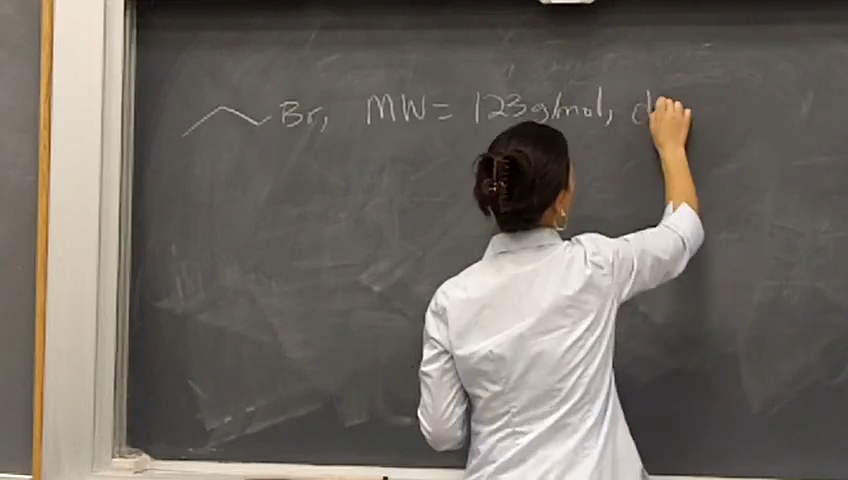 Br, MW = 123g/mol, d